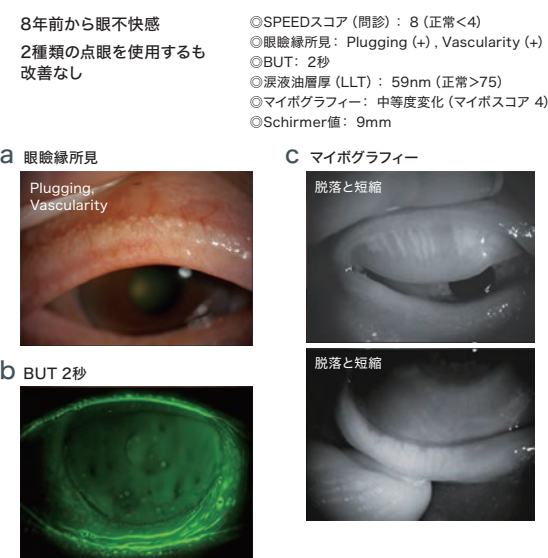 8年前から眼不快感
2種類の点眼を使用するも
改善なし
◎SPEEDスコア（問診）：8（正常<4）
◎眼瞼縁所見：Plugging（+）, Vascularity（+）
◎BUT：2秒
◎涙液油層厚（LLT）：59nm（正常>75）
◎マイボグラフィー：中等度変化（マイボスコア 4）
◎Schirmer値：9mm
a 眼瞼縁所見
Plugging,
Vascularity
b BUT 2秒
c マイボグラフィー
脱落と短縮
脱落と短縮